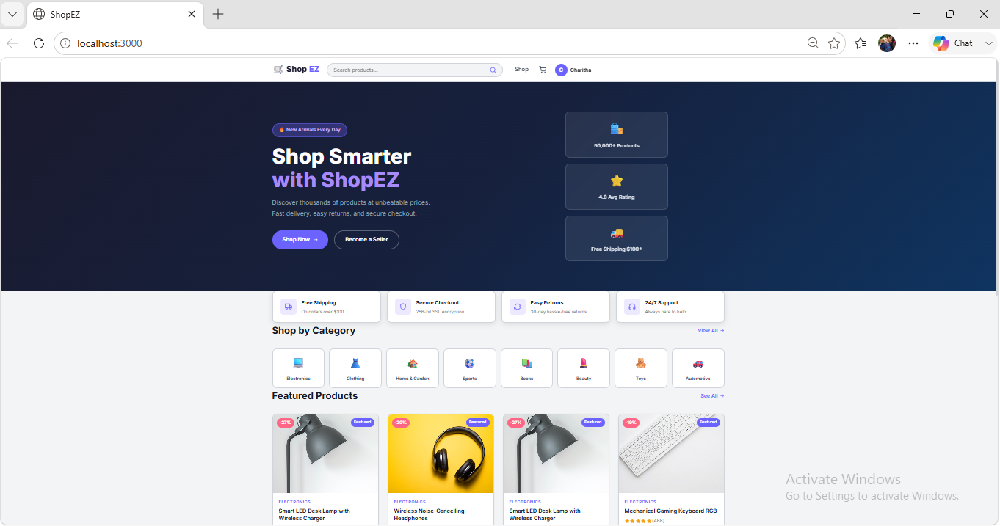 ShopEZ
localhost:3000
Chat
Shop EZ
Search products...
Shop
C
Charitha
🔥 New Arrivals Every Day
Shop Smarter
with ShopEZ
Discover thousands of products at unbeatable prices.
Fast delivery, easy returns, and secure checkout.
Shop Now →
Become a Seller
50,000+ Products
4.8 Avg Rating
Free Shipping $100+
Free Shipping
On orders over $100
Secure Checkout
256-bit SSL encryption
Easy Returns
30-day hassle-free returns
24/7 Support
Always here to help
Shop by Category
View All →
Electronics
Clothing
Home & Garden
Sports
Books
Beauty
Toys
Automotive
Featured Products
See All →
-27%
Featured
-20%
Featured
-27%
Featured
-19%
Featured
ELECTRONICS
Smart LED Desk Lamp with
Wireless Charger
ELECTRONICS
Wireless Noise-Cancelling
Headphones
ELECTRONICS
Smart LED Desk Lamp with
Wireless Charger
ELECTRONICS
Mechanical Gaming Keyboard RGB
★★★★★(488)
Activate Windows
Go to Settings to activate Windows.